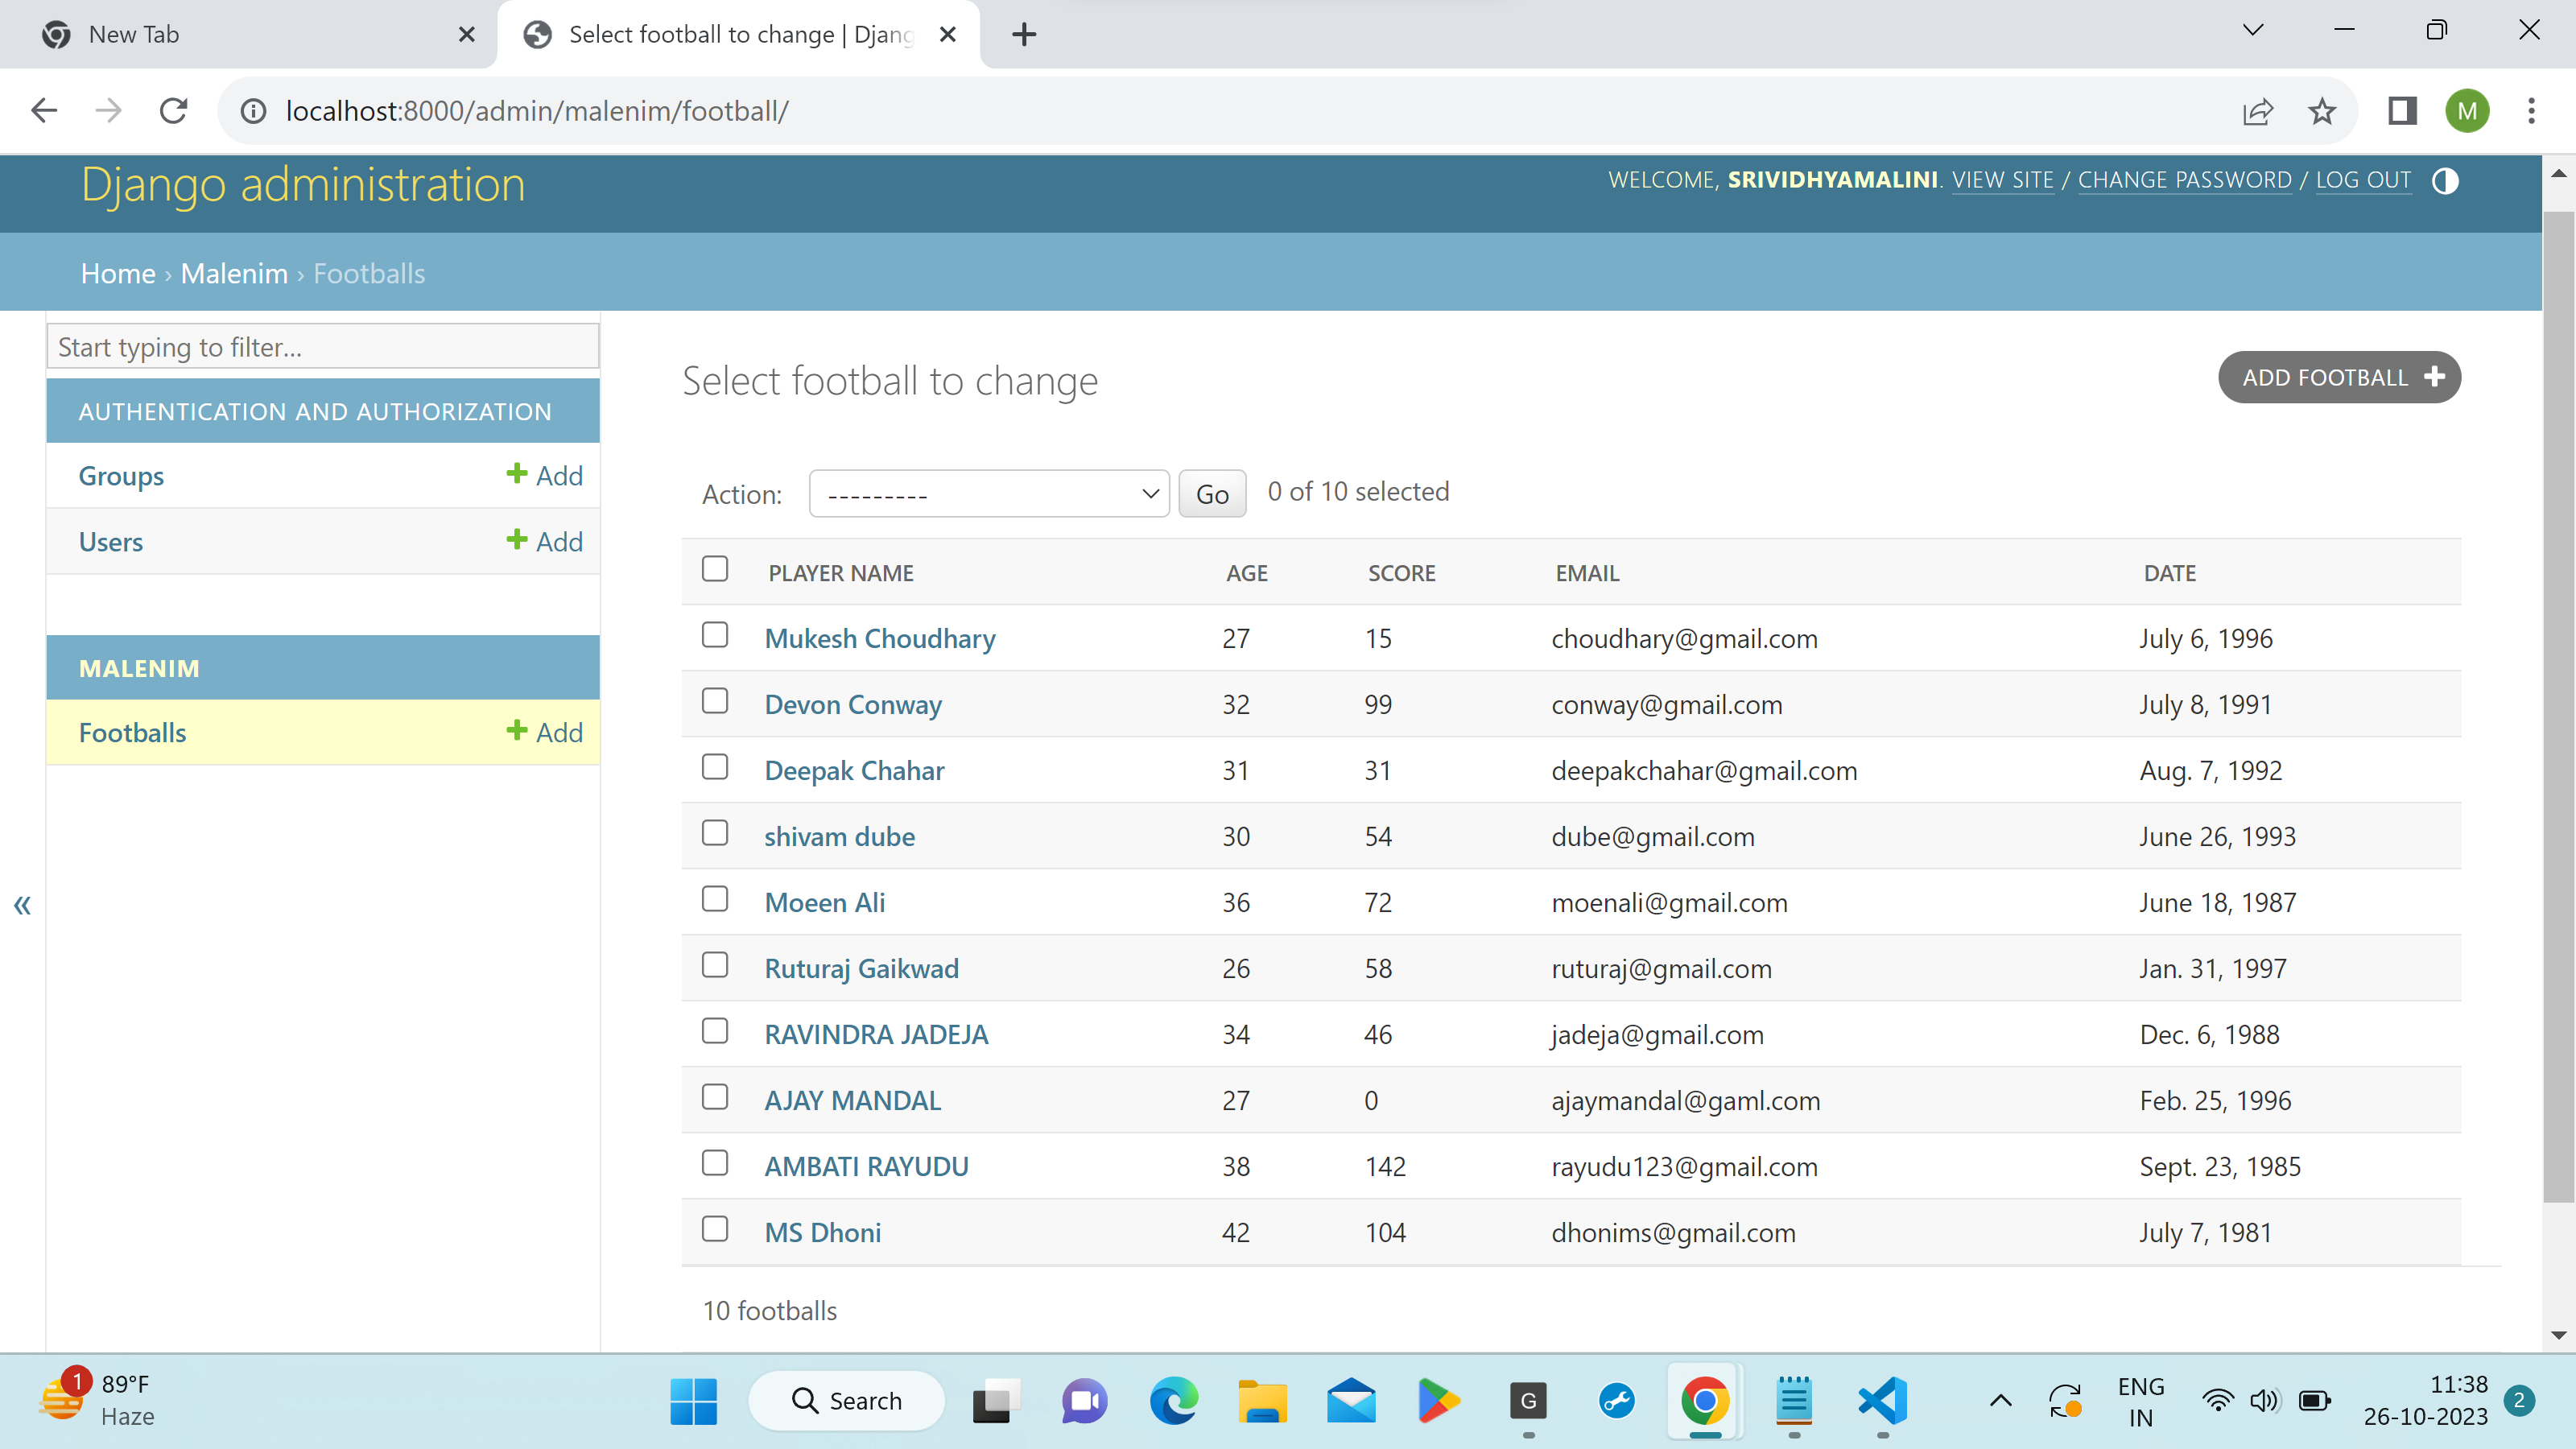 New Tab
Select football to change | Djang
localhost:8000/admin/malenim/football/
M
Django administration
WELCOME, SRIVIDHYAMALINI. VIEW SITE / CHANGE PASSWORD / LOG OUT
Home › Malenim › Footballs
Start typing to filter...
AUTHENTICATION AND AUTHORIZATION
Groups Add
Users Add
MALENIM
Footballs Add
«
Select football to change
ADD FOOTBALL
Action: --------- Go 0 of 10 selected
PLAYER NAME AGE SCORE EMAIL DATE
Mukesh Choudhary 27 15 choudhary@gmail.com July 6, 1996
Devon Conway 32 99 conway@gmail.com July 8, 1991
Deepak Chahar 31 31 deepakchahar@gmail.com Aug. 7, 1992
shivam dube 30 54 dube@gmail.com June 26, 1993
Moeen Ali 36 72 moenali@gmail.com June 18, 1987
Ruturaj Gaikwad 26 58 ruturaj@gmail.com Jan. 31, 1997
RAVINDRA JADEJA 34 46 jadeja@gmail.com Dec. 6, 1988
AJAY MANDAL 27 0 ajaymandal@gaml.com Feb. 25, 1996
AMBATI RAYUDU 38 142 rayudu123@gmail.com Sept. 23, 1985
MS Dhoni 42 104 dhonims@gmail.com July 7, 1981
10 footballs
1
89°F
Haze
Search
G
ENG
IN
11:38
26-10-2023
2